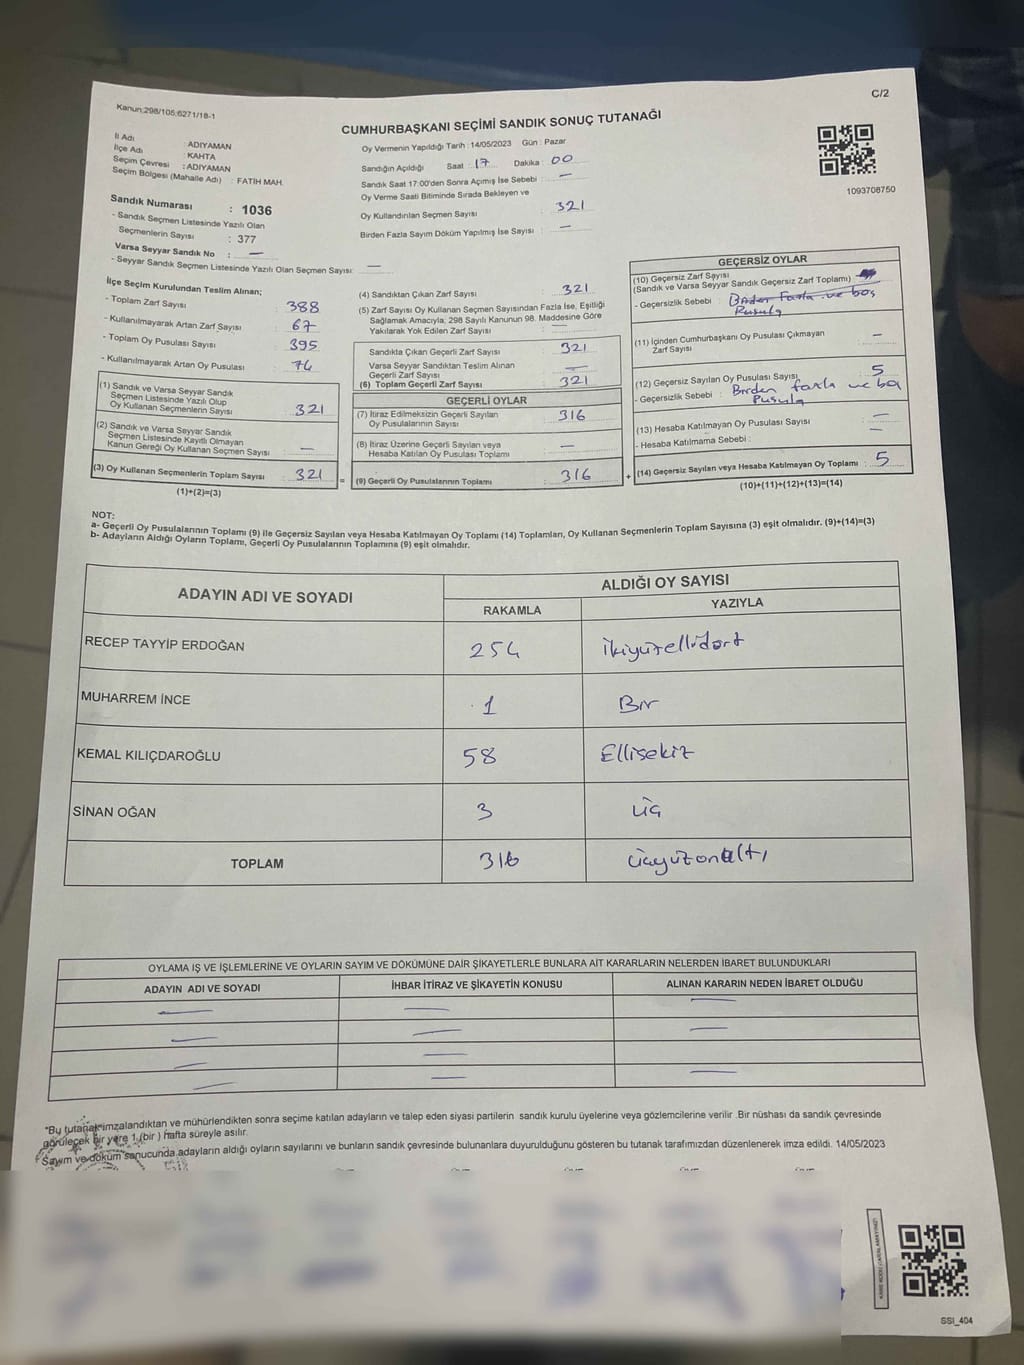 Kanun:298/105;6271/18-1
C/2
CUMHURBAŞKANI SEÇİMİ SANDIK SONUÇ TUTANAĞI
İl Adı : ADIYAMAN
İlçe Adı : KAHTA
Seçim Çevresi : ADIYAMAN
Seçim Bölgesi (Mahalle Adı) : FATİH MAH.
Sandık Numarası : 1036
- Sandık Seçmen Listesinde Yazılı Olan
Seçmenlerin Sayısı : 377
Varsa Seyyar Sandık No : —
- Seyyar Sandık Seçmen Listesinde Yazılı Olan Seçmen Sayısı: —
Oy Vermenin Yapıldığı Tarih :14/05/2023 Gün : Pazar
Sandığın Açıldığı Saat : 17 Dakika : 00
Sandık Saat 17:00'den Sonra Açımış İse Sebebi : —
Oy Verme Saati Bitiminde Sırada Bekleyen ve
Oy Kullandırılan Seçmen Sayısı : 321
Birden Fazla Sayım Döküm Yapılmış İse Sayısı : —
1093708750
İlçe Seçim Kurulundan Teslim Alınan;
- Toplam Zarf Sayısı : 388
- Kullanılmayarak Artan Zarf Sayısı : 67
- Toplam Oy Pusulası Sayısı : 395
- Kullanılmayarak Artan Oy Pusulası : 74
(1) Sandık ve Varsa Seyyar Sandık
Seçmen Listesinde Yazılı Olup
Oy Kullanan Seçmenlerin Sayısı : 321
(2) Sandık ve Varsa Seyyar Sandık
Seçmen Listesinde Kayıtlı Olmayan
Kanun Gereği Oy Kullanan Seçmen Sayısı : —
(3) Oy Kullanan Seçmenlerin Toplam Sayısı : 321
(1)+(2)=(3)
(4) Sandıktan Çıkan Zarf Sayısı : 321
(5) Zarf Sayısı Oy Kullanan Seçmen Sayısından Fazla İse, Eşitliği
Sağlamak Amacıyla; 298 Sayılı Kanunun 98. Maddesine Göre
Yakılarak Yok Edilen Zarf Sayısı : —
Sandıkta Çıkan Geçerli Zarf Sayısı : 321
Varsa Seyyar Sandıktan Teslim Alınan
Geçerli Zarf Sayısı : —
(6) Toplam Geçerli Zarf Sayısı : 321
GEÇERLİ OYLAR
(7) İtiraz Edilmeksizin Geçerli Sayılan
Oy Pusulalarının Sayısı : 316
(8) İtiraz Üzerine Geçerli Sayılan veya
Hesaba Katılan Oy Pusulası Toplamı : —
= (9) Geçerli Oy Pusulalarının Toplamı : 316
GEÇERSİZ OYLAR
(10) Geçersiz Zarf Sayısı
(Sandık ve Varsa Seyyar Sandık Geçersiz Zarf Toplamı)
- Geçersizlik Sebebi : Birden fazla ve boş
Pusula
(11) İçinden Cumhurbaşkanı Oy Pusulası Çıkmayan
Zarf Sayısı : —
(12) Geçersiz Sayılan Oy Pusulası Sayısı : 5
- Geçersizlik Sebebi : Birden fazla ve boş
Pusula
(13) Hesaba Katılmayan Oy Pusulası Sayısı : —
- Hesaba Katılmama Sebebi : —
+ (14) Geçersiz Sayılan veya Hesaba Katılmayan Oy Toplamı : 5
(10)+(11)+(12)+(13)=(14)
NOT:
a- Geçerli Oy Pusulalarının Toplamı (9) ile Geçersiz Sayılan veya Hesaba Katılmayan Oy Toplamı (14) Toplamları, Oy Kullanan Seçmenlerin Toplam Sayısına (3) eşit olmalıdır. (9)+(14)=(3)
b- Adayların Aldığı Oyların Toplamı, Geçerli Oy Pusulalarının Toplamına (9) eşit olmalıdır.
ADAYIN ADI VE SOYADI
ALDIĞI OY SAYISI
RAKAMLA YAZIYLA
RECEP TAYYİP ERDOĞAN 254 ikiyüzellidört
MUHARREM İNCE 1 Bir
KEMAL KILIÇDAROĞLU 58 Ellisekiz
SİNAN OĞAN 3 üç
TOPLAM 316 üçyüzonaltı
OYLAMA İŞ VE İŞLEMLERİNE VE OYLARIN SAYIM VE DÖKÜMÜNE DAİR ŞİKAYETLERLE BUNLARA AİT KARARLARIN NELERDEN İBARET BULUNDUKLARI
ADAYIN ADI VE SOYADI İHBAR İTİRAZ VE ŞİKAYETİN KONUSU ALINAN KARARIN NEDEN İBARET OLDUĞU
*Bu tutanak imzalandıktan ve mühürlendikten sonra seçime katılan adayların ve talep eden siyasi partilerin sandık kurulu üyelerine veya gözlemcilerine verilir .Bir nüshası da sandık çevresinde
görülecek bir yere 1 (bir ) hafta süreyle asılır.
Sayım ve döküm sonucunda adayların aldığı oyların sayılarını ve bunların sandık çevresinde bulunanlara duyurulduğunu gösteren bu tutanak tarafımızdan düzenlenerek imza edildi. 14/05/2023
SSI_404